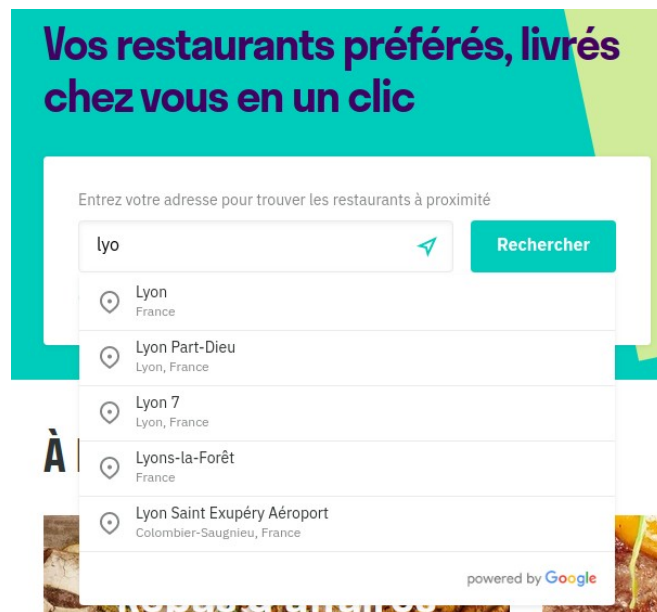 Vos restaurants préférés, livrés
chez vous en un clic
Entrez votre adresse pour trouver les restaurants à proximité
lyo
Rechercher
Lyon
France
Lyon Part-Dieu
Lyon, France
Lyon 7
Lyon, France
À
Lyons-la-Forêt
France
Lyon Saint Exupéry Aéroport
Colombier-Saugnieu, France
powered by Google